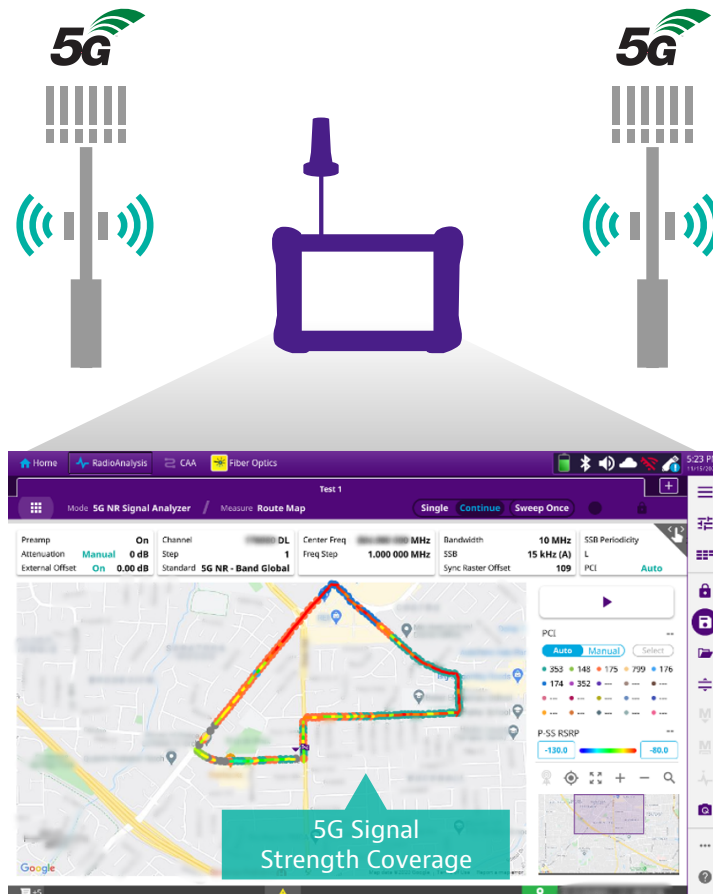 5G
5G
Home
RadioAnalysis
CAA
Fiber Optics
5:23 P
Test 1
+
Mode 5G NR Signal Analyzer / Measure Route Map
Single Continue Sweep Once
Preamp On
Attenuation Manual 0 dB
External Offset On 0.00 dB
Channel DL
Step 1
Standard 5G NR - Band Global
Center Freq MHz
Freq Step 1.000 000 MHz
Bandwidth 10 MHz
SSB 15 kHz (A)
Sync Raster Offset 109
SSB Periodicity
L
PCI Auto
PCI --
Auto Manual Select
353 148 175 799 176
174 352 --- --- ---
--- --- --- --- ---
--- --- --- --- ---
P-SS RSRP --
-130.0 -80.0
M
M
5G Signal
Strength Coverage
Google
+5